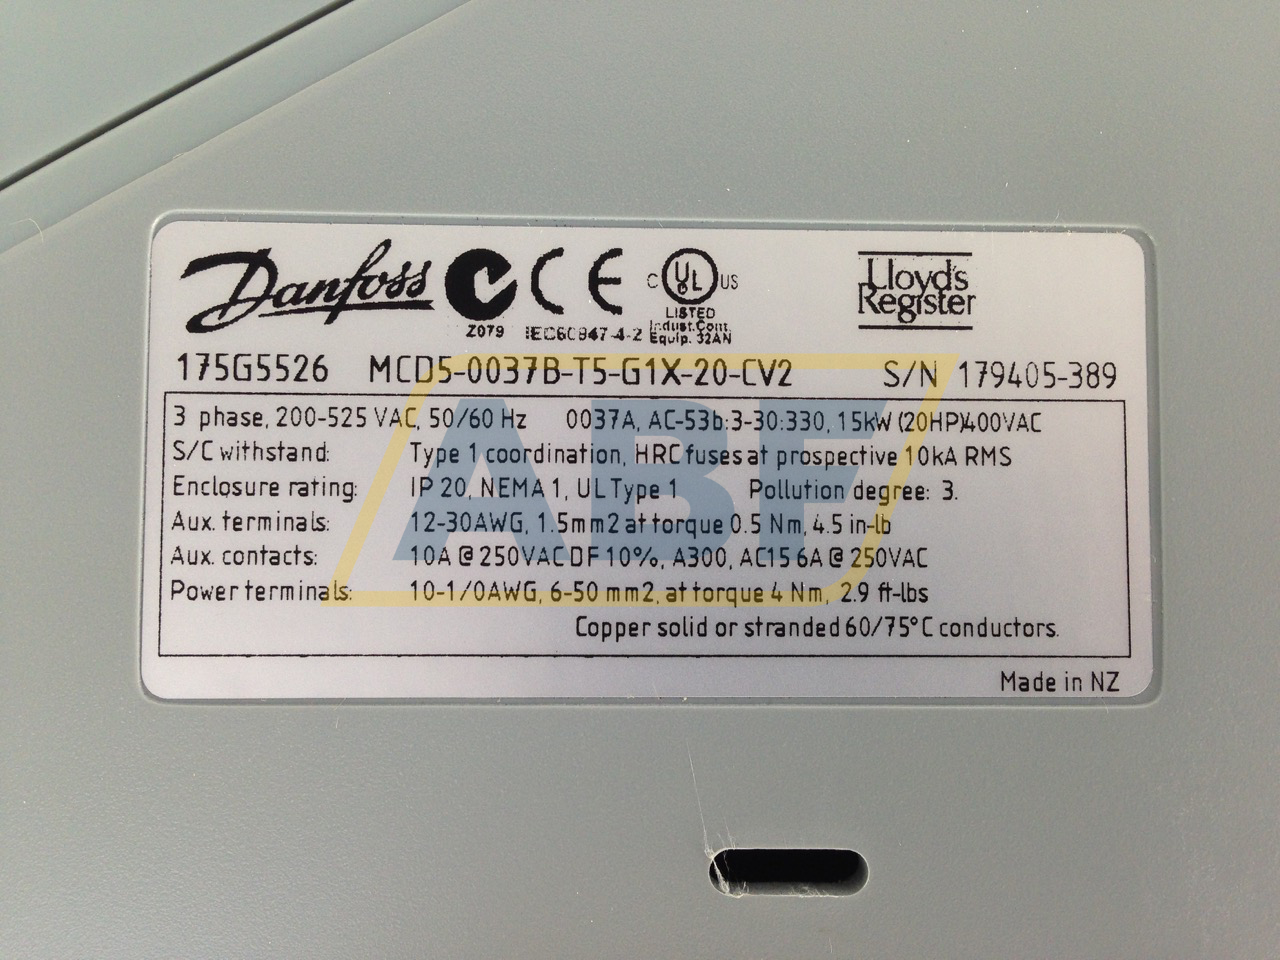 Danfoss CE C UL US Lloyd's
Register
LISTED
Z079 IEC60947-4-2 Indust.Cont.
Equip. 32AN
175G5526 MCD5-0037B-T5-G1X-20-CV2 S/N 179405-389
3 phase, 200-525 VAC, 50/60 Hz 0037A, AC-53b:3-30:330, 15kW (20HP)400VAC
S/C withstand: Type 1 coordination, HRC fuses at prospective 10kA RMS
Enclosure rating: IP 20, NEMA 1, UL Type 1 Pollution degree: 3.
Aux. terminals: 12-30AWG, 1.5mm2 at torque 0.5 Nm, 4.5 in-lb
Aux. contacts: 10A @ 250VAC DF 10%, A300, AC15 6A @ 250VAC
Power terminals: 10-1/0AWG, 6-50 mm2, at torque 4 Nm, 2.9 ft-lbs
Copper solid or stranded 60/75°C conductors.
Made in NZ
ABF